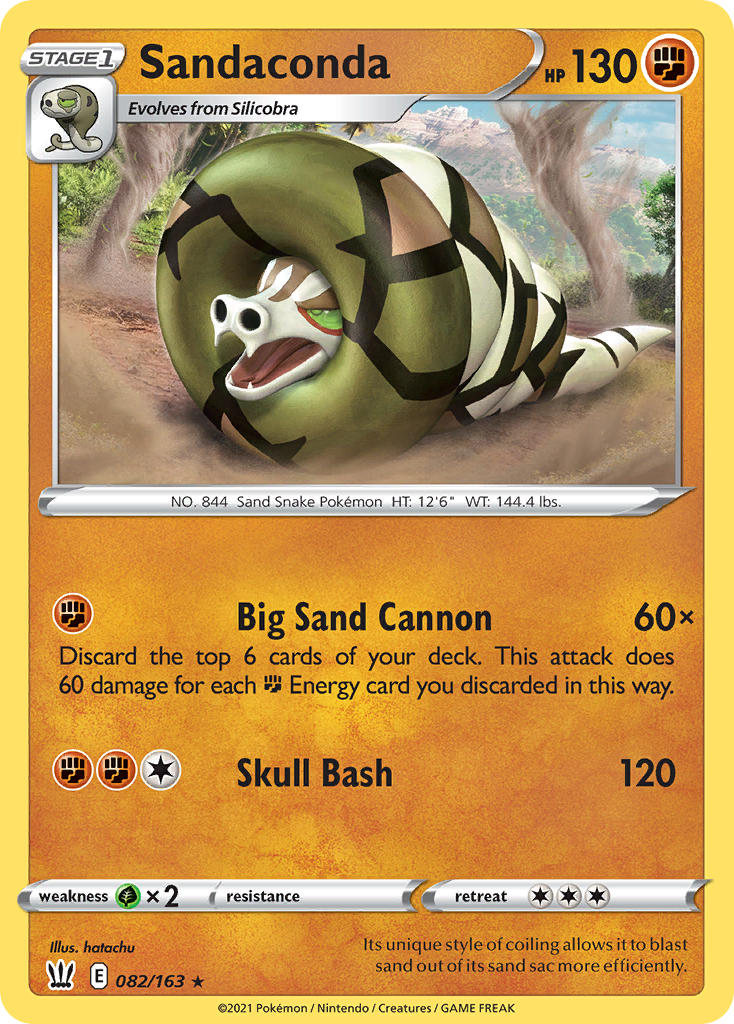 STAGE 1
Sandaconda
HP 130
Evolves from Silicobra
NO. 844 Sand Snake Pokémon HT: 12'6" WT: 144.4 lbs.
Big Sand Cannon 60×
Discard the top 6 cards of your deck. This attack does
60 damage for each Energy card you discarded in this way.
Skull Bash 120
weakness ×2 resistance retreat
Illus. hatachu
Its unique style of coiling allows it to blast
sand out of its sand sac more efficiently.
E 082/163 ★
©2021 Pokémon / Nintendo / Creatures / GAME FREAK